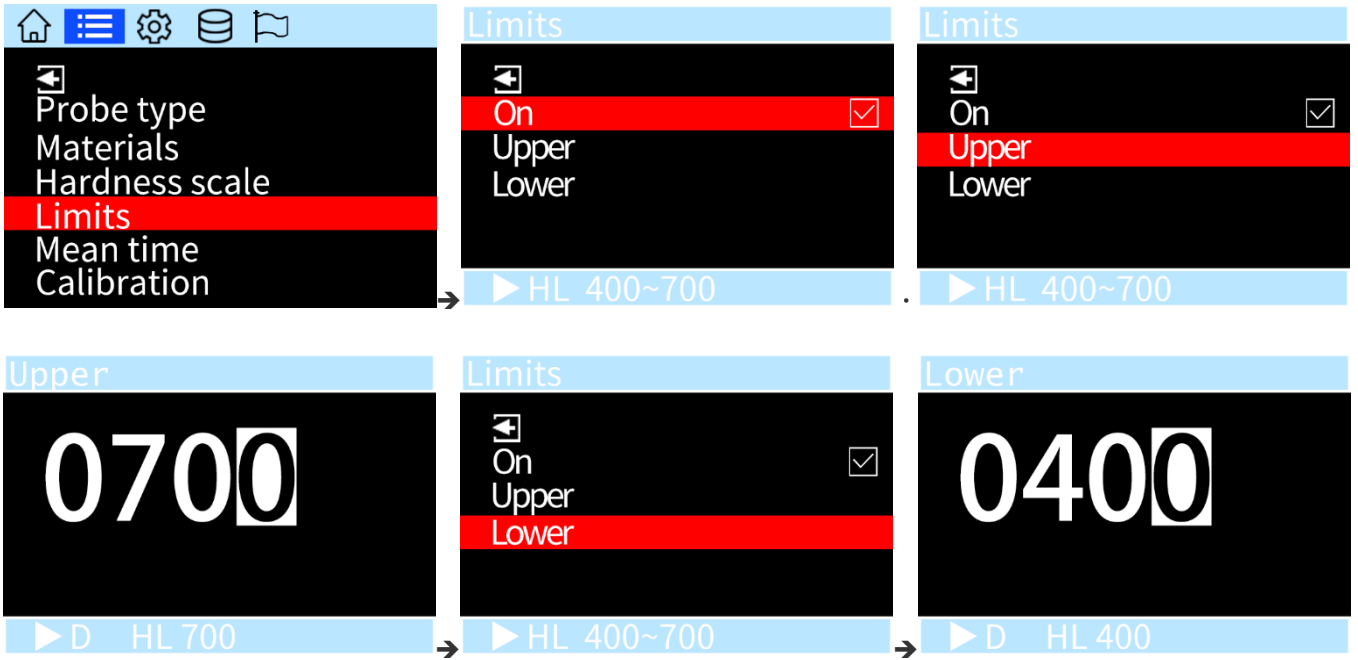 Probe type
Materials
Hardness scale
Limits
Mean time
Calibration
➔
Limits
On
Upper
Lower
▶ HL 400~700
.
Limits
On
Upper
Lower
▶ HL 400~700
Upper
0700
▶ D HL 700
➔
Limits
On
Upper
Lower
▶ HL 400~700
➔
Lower
0400
▶ D HL 400